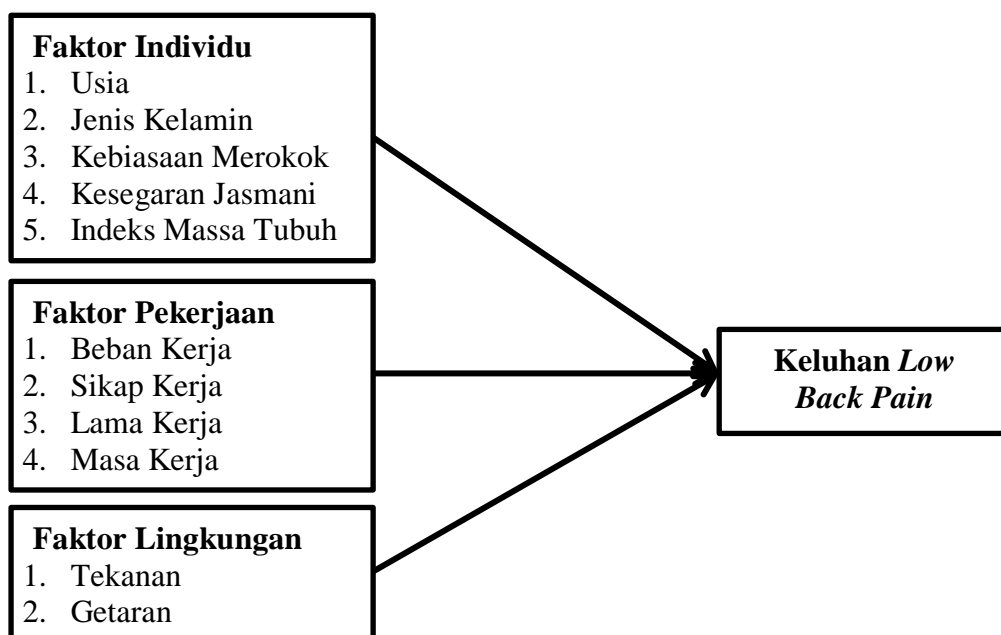 Faktor Individu
1. Usia
2. Jenis Kelamin
3. Kebiasaan Merokok
4. Kesegaran Jasmani
5. Indeks Massa Tubuh
Faktor Pekerjaan
1. Beban Kerja
2. Sikap Kerja
3. Lama Kerja
4. Masa Kerja
Faktor Lingkungan
1. Tekanan
2. Getaran
Keluhan Low
Back Pain